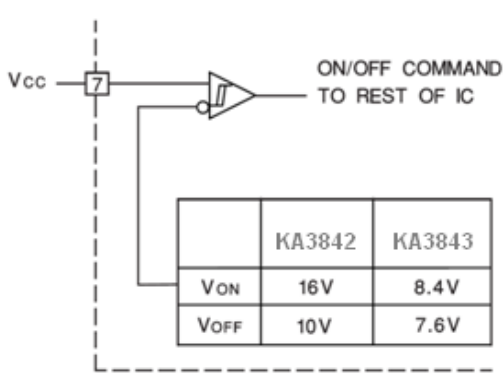 Vcc
7
ON/OFF COMMAND
TO REST OF IC
KA3842 KA3843
VON 16V 8.4V
VOFF 10V 7.6V